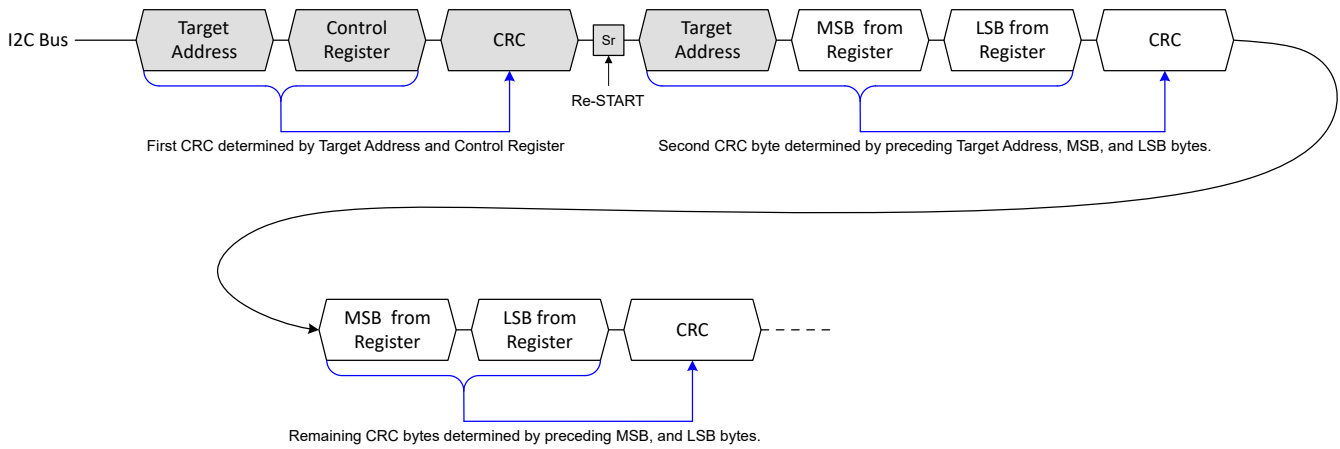 I2C Bus
Target
Address
Control
Register
CRC
Sr
Target
Address
MSB from
Register
LSB from
Register
CRC
Re-START
First CRC determined by Target Address and Control Register
Second CRC byte determined by preceding Target Address, MSB, and LSB bytes.
MSB from
Register
LSB from
Register
CRC
Remaining CRC bytes determined by preceding MSB, and LSB bytes.